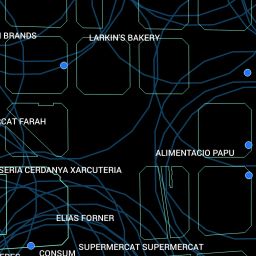 BRANDS
LARKIN'S BAKERY
CAT FARAH
ALIMENTACIO PAPU
SERIA CERDANYA XARCUTERIA
ELIAS FORNER
SUPERMERCAT SUPERMERCAT
CONSUM